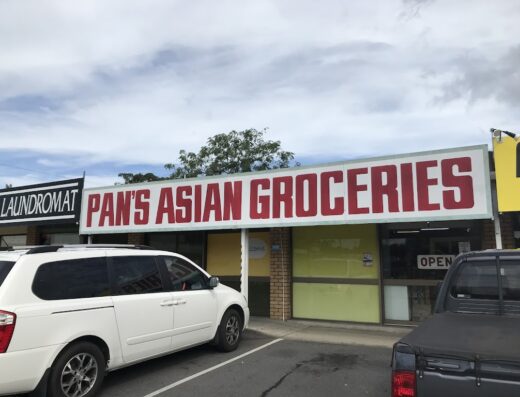 LAUNDROMAT
PAN'S ASIAN GROCERIES
OPEN